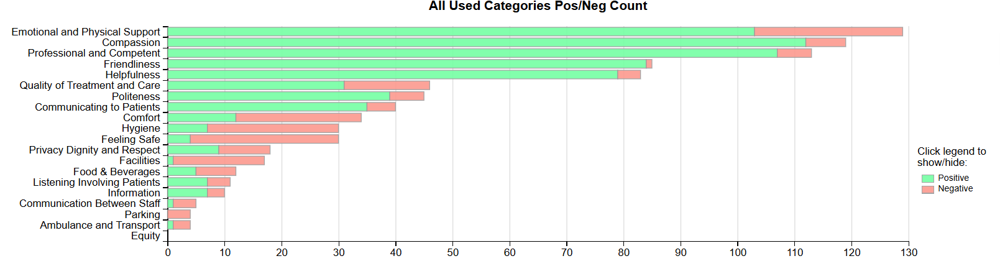 All Used Categories Pos/Neg Count
Emotional and Physical Support
Compassion
Professional and Competent
Friendliness
Helpfulness
Quality of Treatment and Care
Politeness
Communicating to Patients
Comfort
Hygiene
Feeling Safe
Privacy Dignity and Respect
Facilities
Food & Beverages
Listening Involving Patients
Information
Communication Between Staff
Parking
Ambulance and Transport
Equity
0 10 20 30 40 50 60 70 80 90 100 110 120 130
Click legend to
show/hide:
Positive
Negative